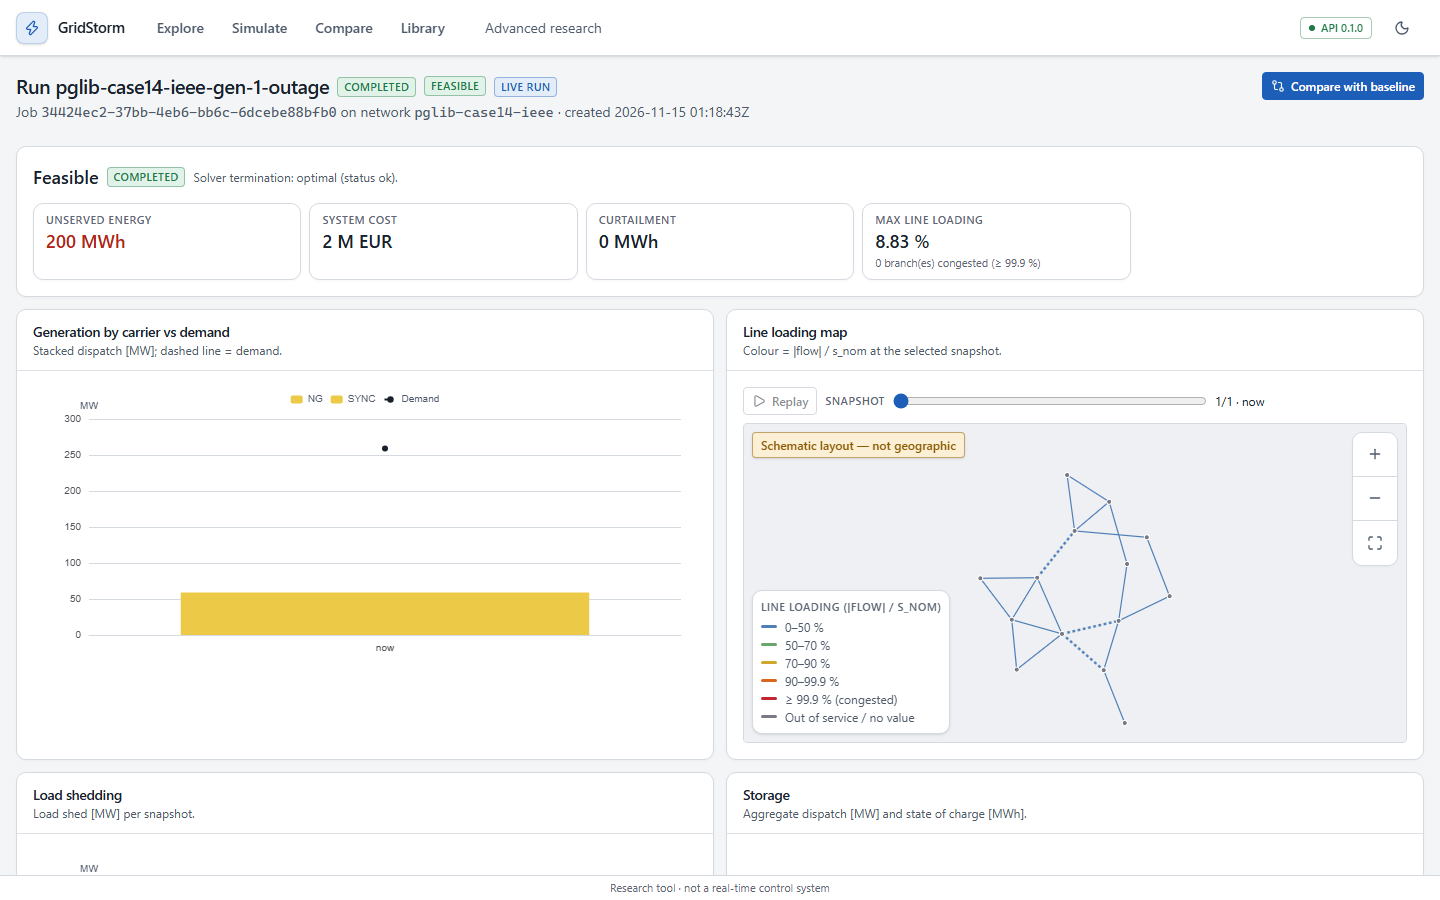 GridStorm Explore Simulate Compare Library Advanced research API 0.1.0
Run pglib-case14-ieee-gen-1-outage COMPLETED FEASIBLE LIVE RUN Compare with baseline
Job 34424ec2-37bb-4eb6-bb6c-6dcebe88bfb0 on network pglib-case14-ieee · created 2026-11-15 01:18:43Z
Feasible COMPLETED Solver termination: optimal (status ok).
UNSERVED ENERGY
200 MWh
SYSTEM COST
2 M EUR
CURTAILMENT
0 MWh
MAX LINE LOADING
8.83 %
0 branch(es) congested (≥ 99.9 %)
Generation by carrier vs demand
Stacked dispatch [MW]; dashed line = demand.
NG SYNC Demand
MW
300
250
200
150
100
50
0
now
Line loading map
Colour = |flow| / s_nom at the selected snapshot.
Replay SNAPSHOT 1/1 · now
Schematic layout — not geographic
+
−
LINE LOADING (|FLOW| / S_NOM)
0–50 %
50–70 %
70–90 %
90–99.9 %
≥ 99.9 % (congested)
Out of service / no value
Load shedding
Load shed [MW] per snapshot.
MW
Storage
Aggregate dispatch [MW] and state of charge [MWh].
Research tool · not a real-time control system